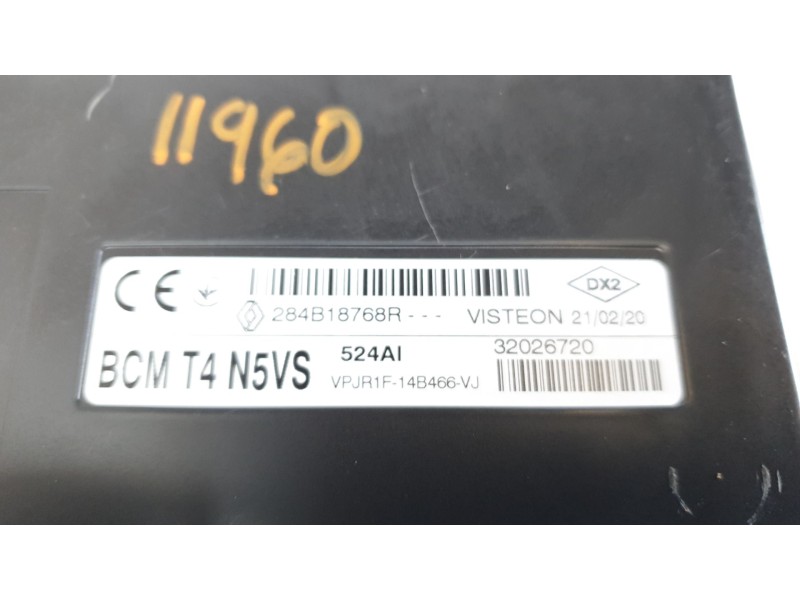 11960
CE DX2
284B18768R--- VISTEON 21/02/20
BCM T4 N5VS 524AI 32026720
VPJR1F-14B466-VJ